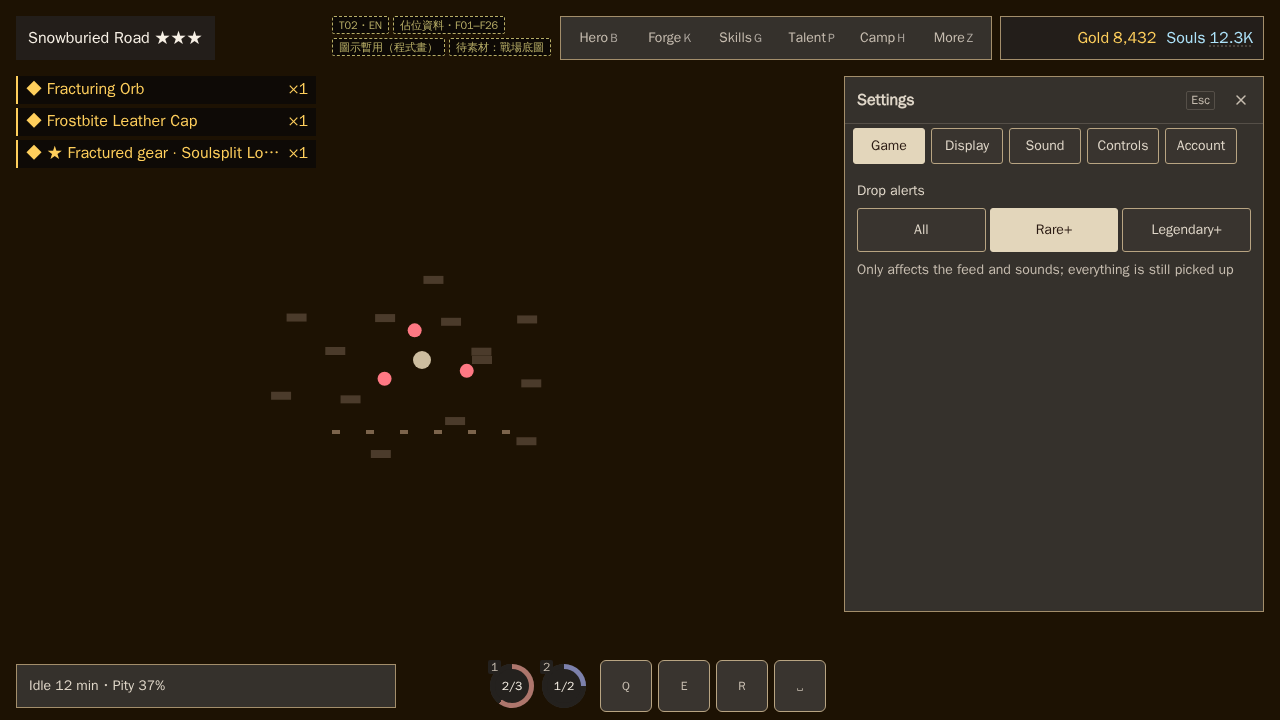 Snowburied Road ★★★
T02・EN
佔位資料・F01–F26
圖示暫用（程式畫）
待素材：戰場底圖
Hero B
Forge K
Skills G
Talent P
Camp H
More Z
Gold 8,432 Souls 12.3K
◆ Fracturing Orb ×1
◆ Frostbite Leather Cap ×1
◆ ★ Fractured gear · Soulsplit Lo··· ×1
Settings
Esc ×
Game
Display
Sound
Controls
Account
Drop alerts
All
Rare+
Legendary+
Only affects the feed and sounds; everything is still picked up
Idle 12 min · Pity 37%
1
2/3
2
1/2
Q
E
R
⎵